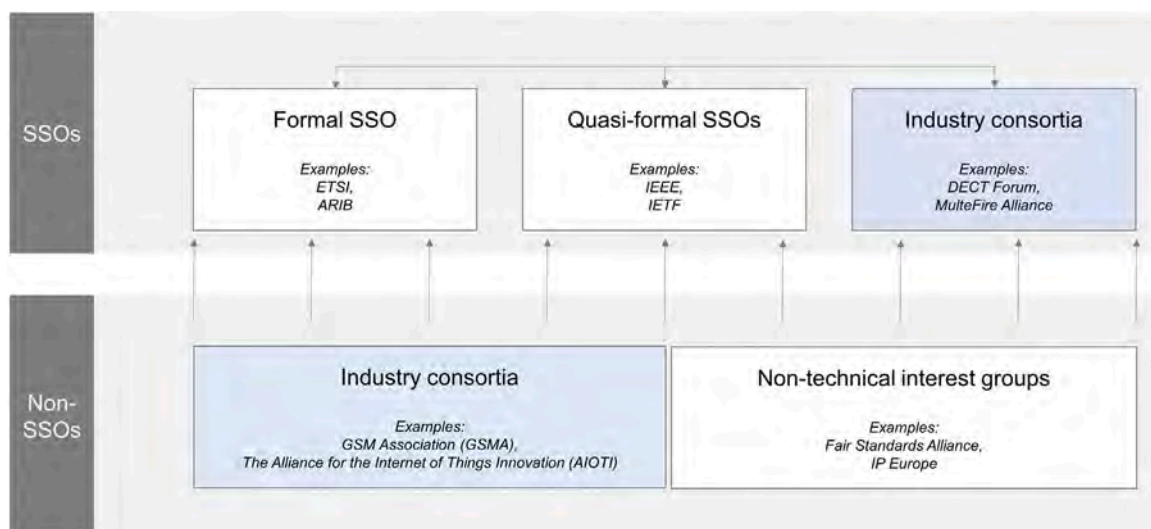 SSOs
Formal SSO
Examples:
ETSI,
ARIB
Quasi-formal SSOs
Examples:
IEEE,
IETF
Industry consortia
Examples:
DECT Forum,
MulteFire Alliance
Non-
SSOs
Industry consortia
Examples:
GSM Association (GSMA),
The Alliance for the Internet of Things Innovation (AIOTI)
Non-technical interest groups
Examples:
Fair Standards Alliance,
IP Europe